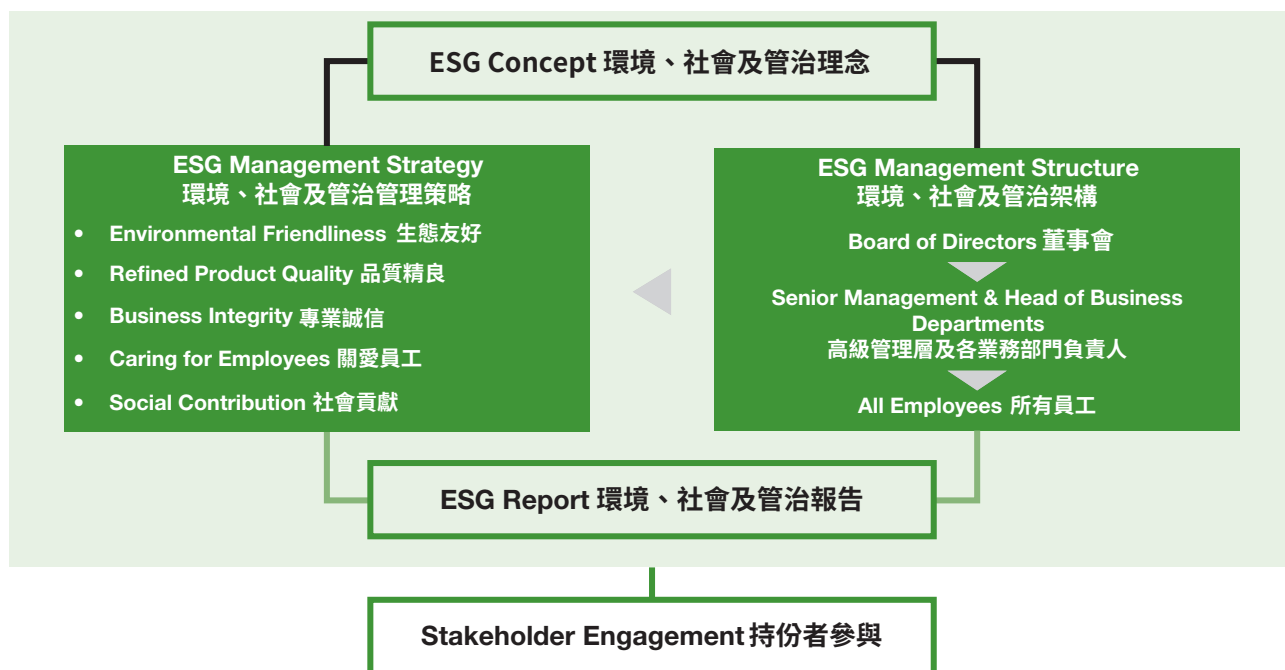 ESG Concept 環境、社會及管治理念
ESG Management Strategy
環境、社會及管治管理策略
• Environmental Friendliness 生態友好
• Refined Product Quality 品質精良
• Business Integrity 專業誠信
• Caring for Employees 關愛員工
• Social Contribution 社會貢獻
ESG Management Structure
環境、社會及管治架構
Board of Directors 董事會
Senior Management & Head of Business
Departments
高級管理層及各業務部門負責人
All Employees 所有員工
ESG Report 環境、社會及管治報告
Stakeholder Engagement 持份者參與